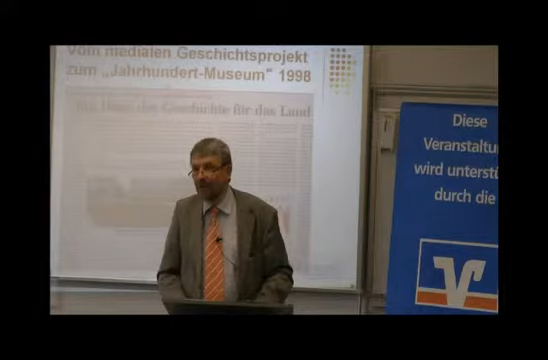 Vom medialen Geschichtsprojekt
zum „Jahrhundert-Museum“ 1998
Ein Haus der Geschichte für das Land
Diese
Veranstaltu
wird unterstü
durch die